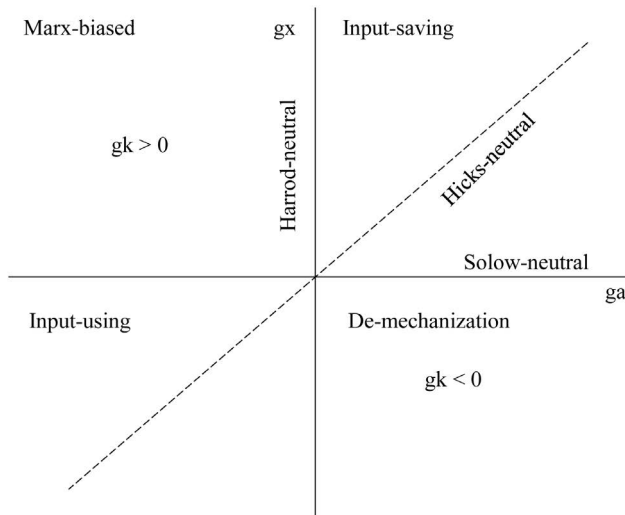 Marx-biased
gx
Input-saving
Harrod-neutral
gk > 0
Hicks-neutral
Solow-neutral
ga
Input-using
De-mechanization
gk < 0